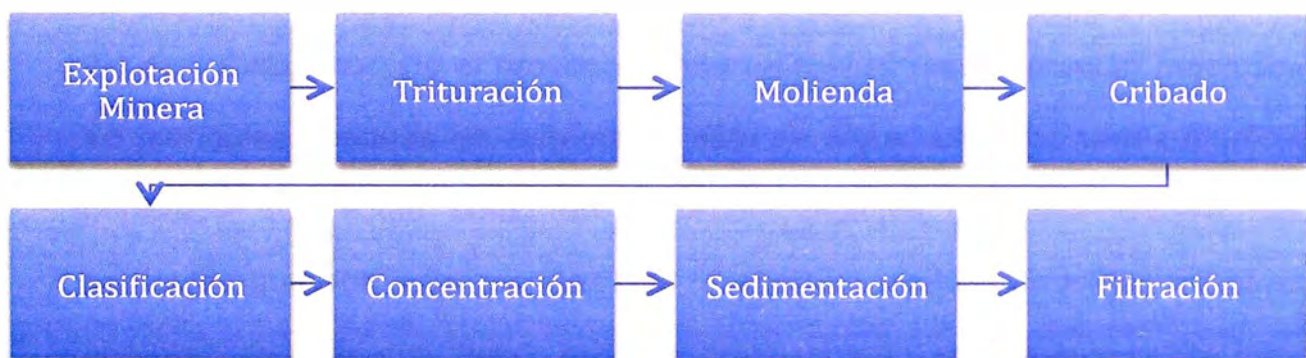 Explotación
Minera
Trituración
Molienda
Cribado
Clasificación
Concentración
Sedimentación
Filtración